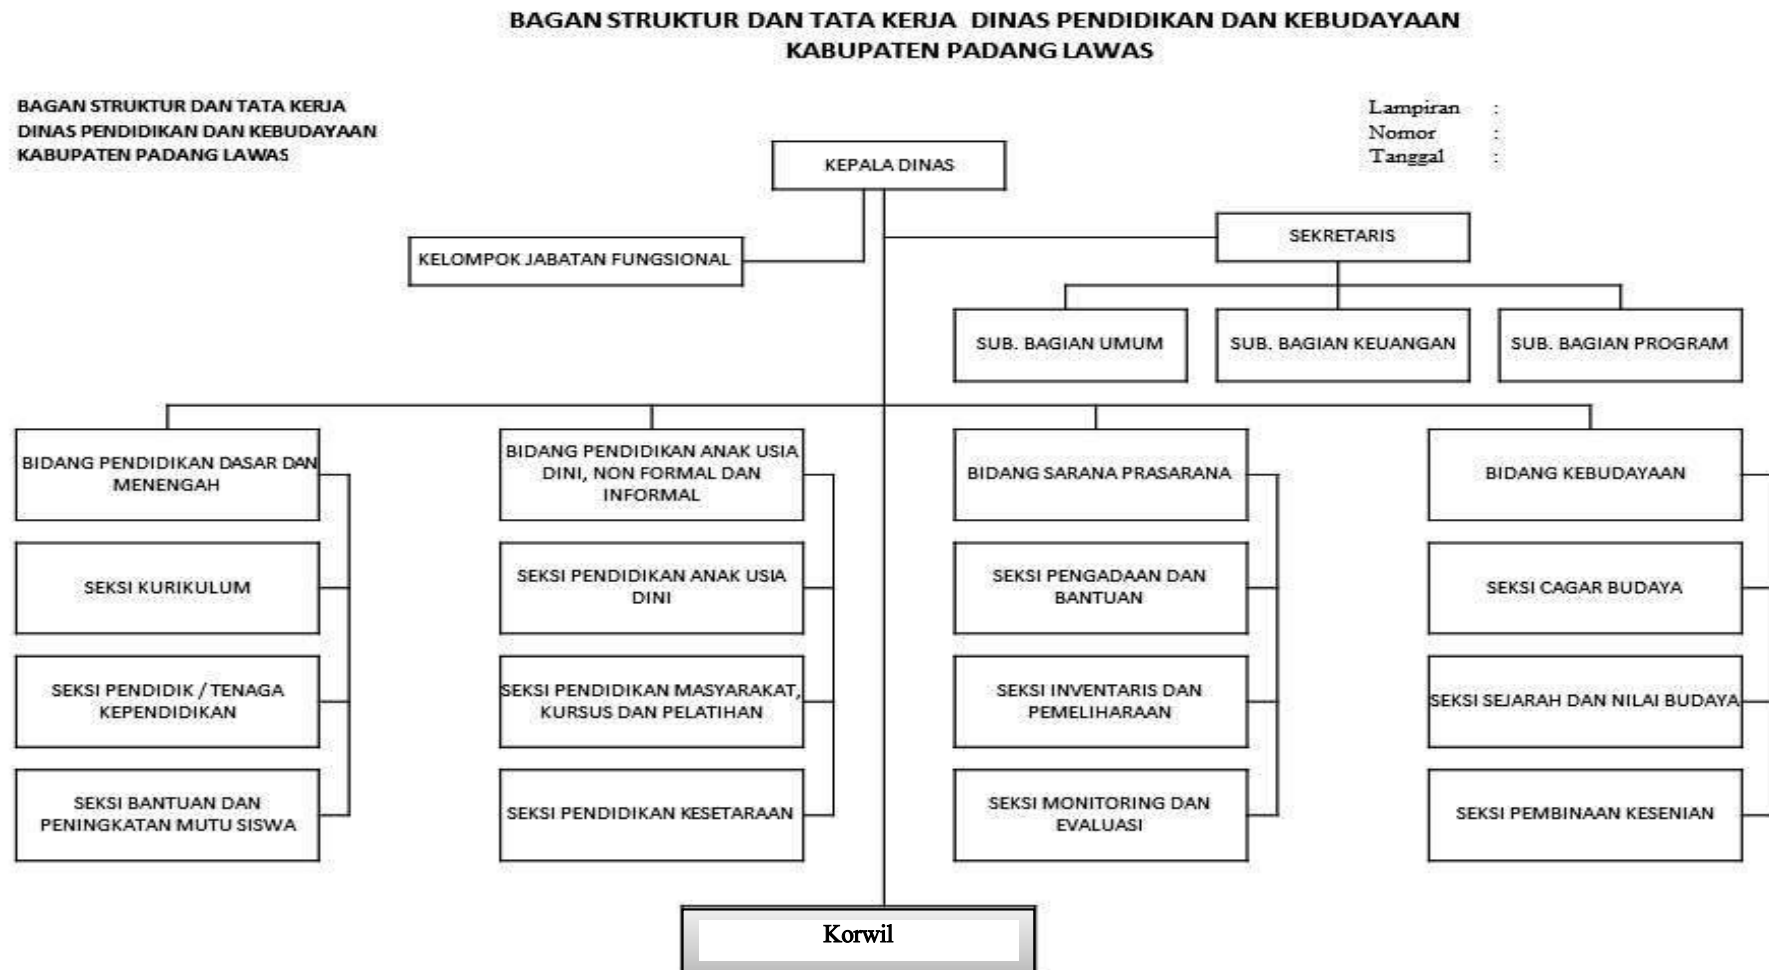 BAGAN STRUKTUR DAN TATA KERJA DINAS PENDIDIKAN DAN KEBUDAYAAN
KABUPATEN PADANG LAWAS
BAGAN STRUKTUR DAN TATA KERJA
DINAS PENDIDIKAN DAN KEBUDAYAAN
KABUPATEN PADANG LAWAS
Lampiran :
Nomor :
Tanggal :
KEPALA DINAS
SEKRETARIS
KELOMPOK JABATAN FUNGSIONAL
SUB. BAGIAN UMUM
SUB. BAGIAN KEUANGAN
SUB. BAGIAN PROGRAM
BIDANG PENDIDIKAN DASAR DAN
MENENGAH
BIDANG PENDIDIKAN ANAK USIA
DINI, NON FORMAL DAN
INFORMAL
BIDANG SARANA PRASARANA
BIDANG KEBUDAYAAN
SEKSI KURIKULUM
SEKSI PENDIDIKAN ANAK USIA
DINI
SEKSI PENGADAAN DAN
BANTUAN
SEKSI CAGAR BUDAYA
SEKSI PENDIDIK / TENAGA
KEPENDIDIKAN
SEKSI PENDIDIKAN MASYARAKAT,
KURSUS DAN PELATIHAN
SEKSI INVENTARIS DAN
PEMELIHARAAN
SEKSI SEJARAH DAN NILAI BUDAYA
SEKSI BANTUAN DAN
PENINGKATAN MUTU SISWA
SEKSI PENDIDIKAN KESETARAAN
SEKSI MONITORING DAN
EVALUASI
SEKSI PEMBINAAN KESENIAN
Korwil